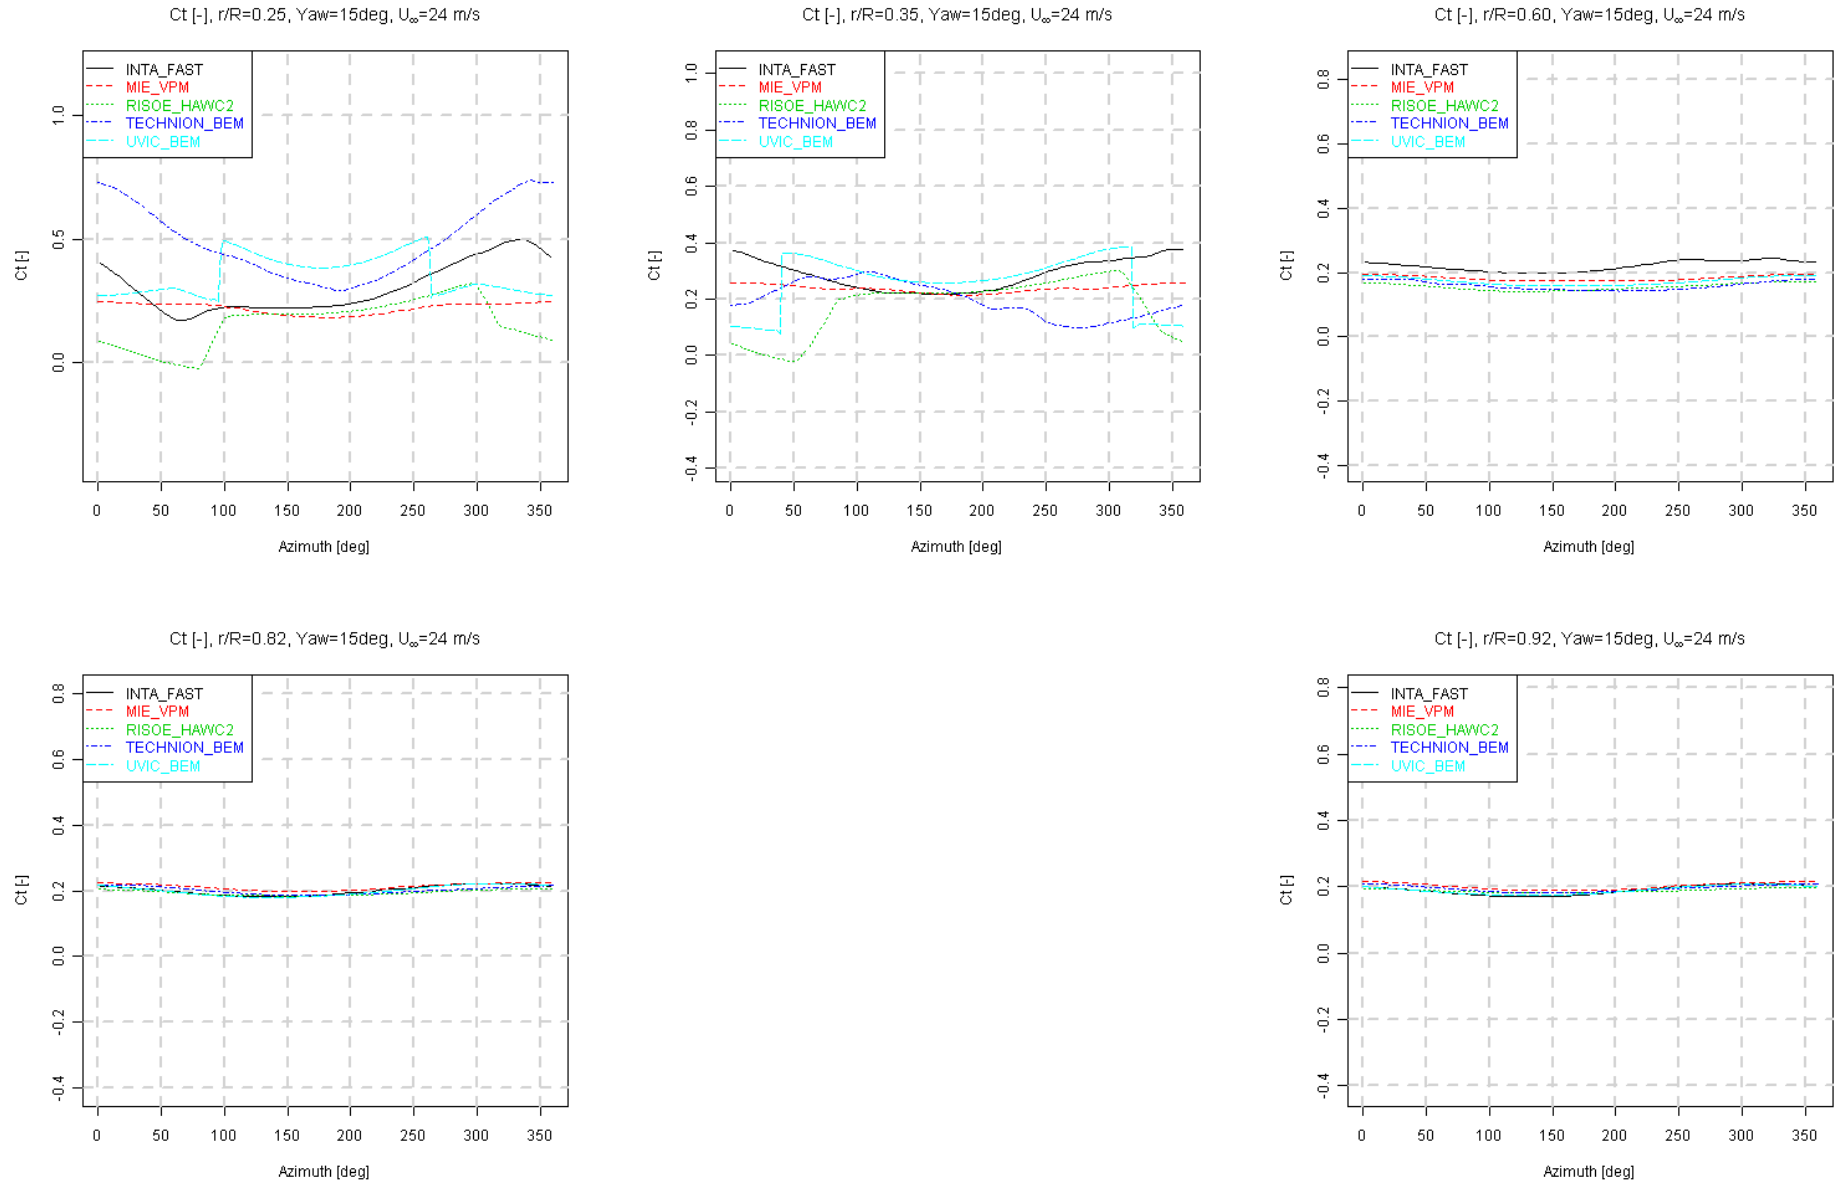 Ct [-], r/R=0.25, Yaw=15deg, U∞=24 m/s
INTA_FAST
MIE_VPM
RISOE_HAWC2
TECHNION_BEM
UVIC_BEM
Ct [-]
1.0
0.5
0.0
0 50 100 150 200 250 300 350
Azimuth [deg]
Ct [-], r/R=0.35, Yaw=15deg, U∞=24 m/s
INTA_FAST
MIE_VPM
RISOE_HAWC2
TECHNION_BEM
UVIC_BEM
Ct [-]
1.0
0.8
0.6
0.4
0.2
0.0
-0.2
-0.4
0 50 100 150 200 250 300 350
Azimuth [deg]
Ct [-], r/R=0.60, Yaw=15deg, U∞=24 m/s
INTA_FAST
MIE_VPM
RISOE_HAWC2
TECHNION_BEM
UVIC_BEM
Ct [-]
0.8
0.6
0.4
0.2
0.0
-0.2
-0.4
0 50 100 150 200 250 300 350
Azimuth [deg]
Ct [-], r/R=0.82, Yaw=15deg, U∞=24 m/s
INTA_FAST
MIE_VPM
RISOE_HAWC2
TECHNION_BEM
UVIC_BEM
Ct [-]
0.8
0.6
0.4
0.2
0.0
-0.2
-0.4
0 50 100 150 200 250 300 350
Azimuth [deg]
Ct [-], r/R=0.92, Yaw=15deg, U∞=24 m/s
INTA_FAST
MIE_VPM
RISOE_HAWC2
TECHNION_BEM
UVIC_BEM
Ct [-]
0.8
0.6
0.4
0.2
0.0
-0.2
-0.4
0 50 100 150 200 250 300 350
Azimuth [deg]